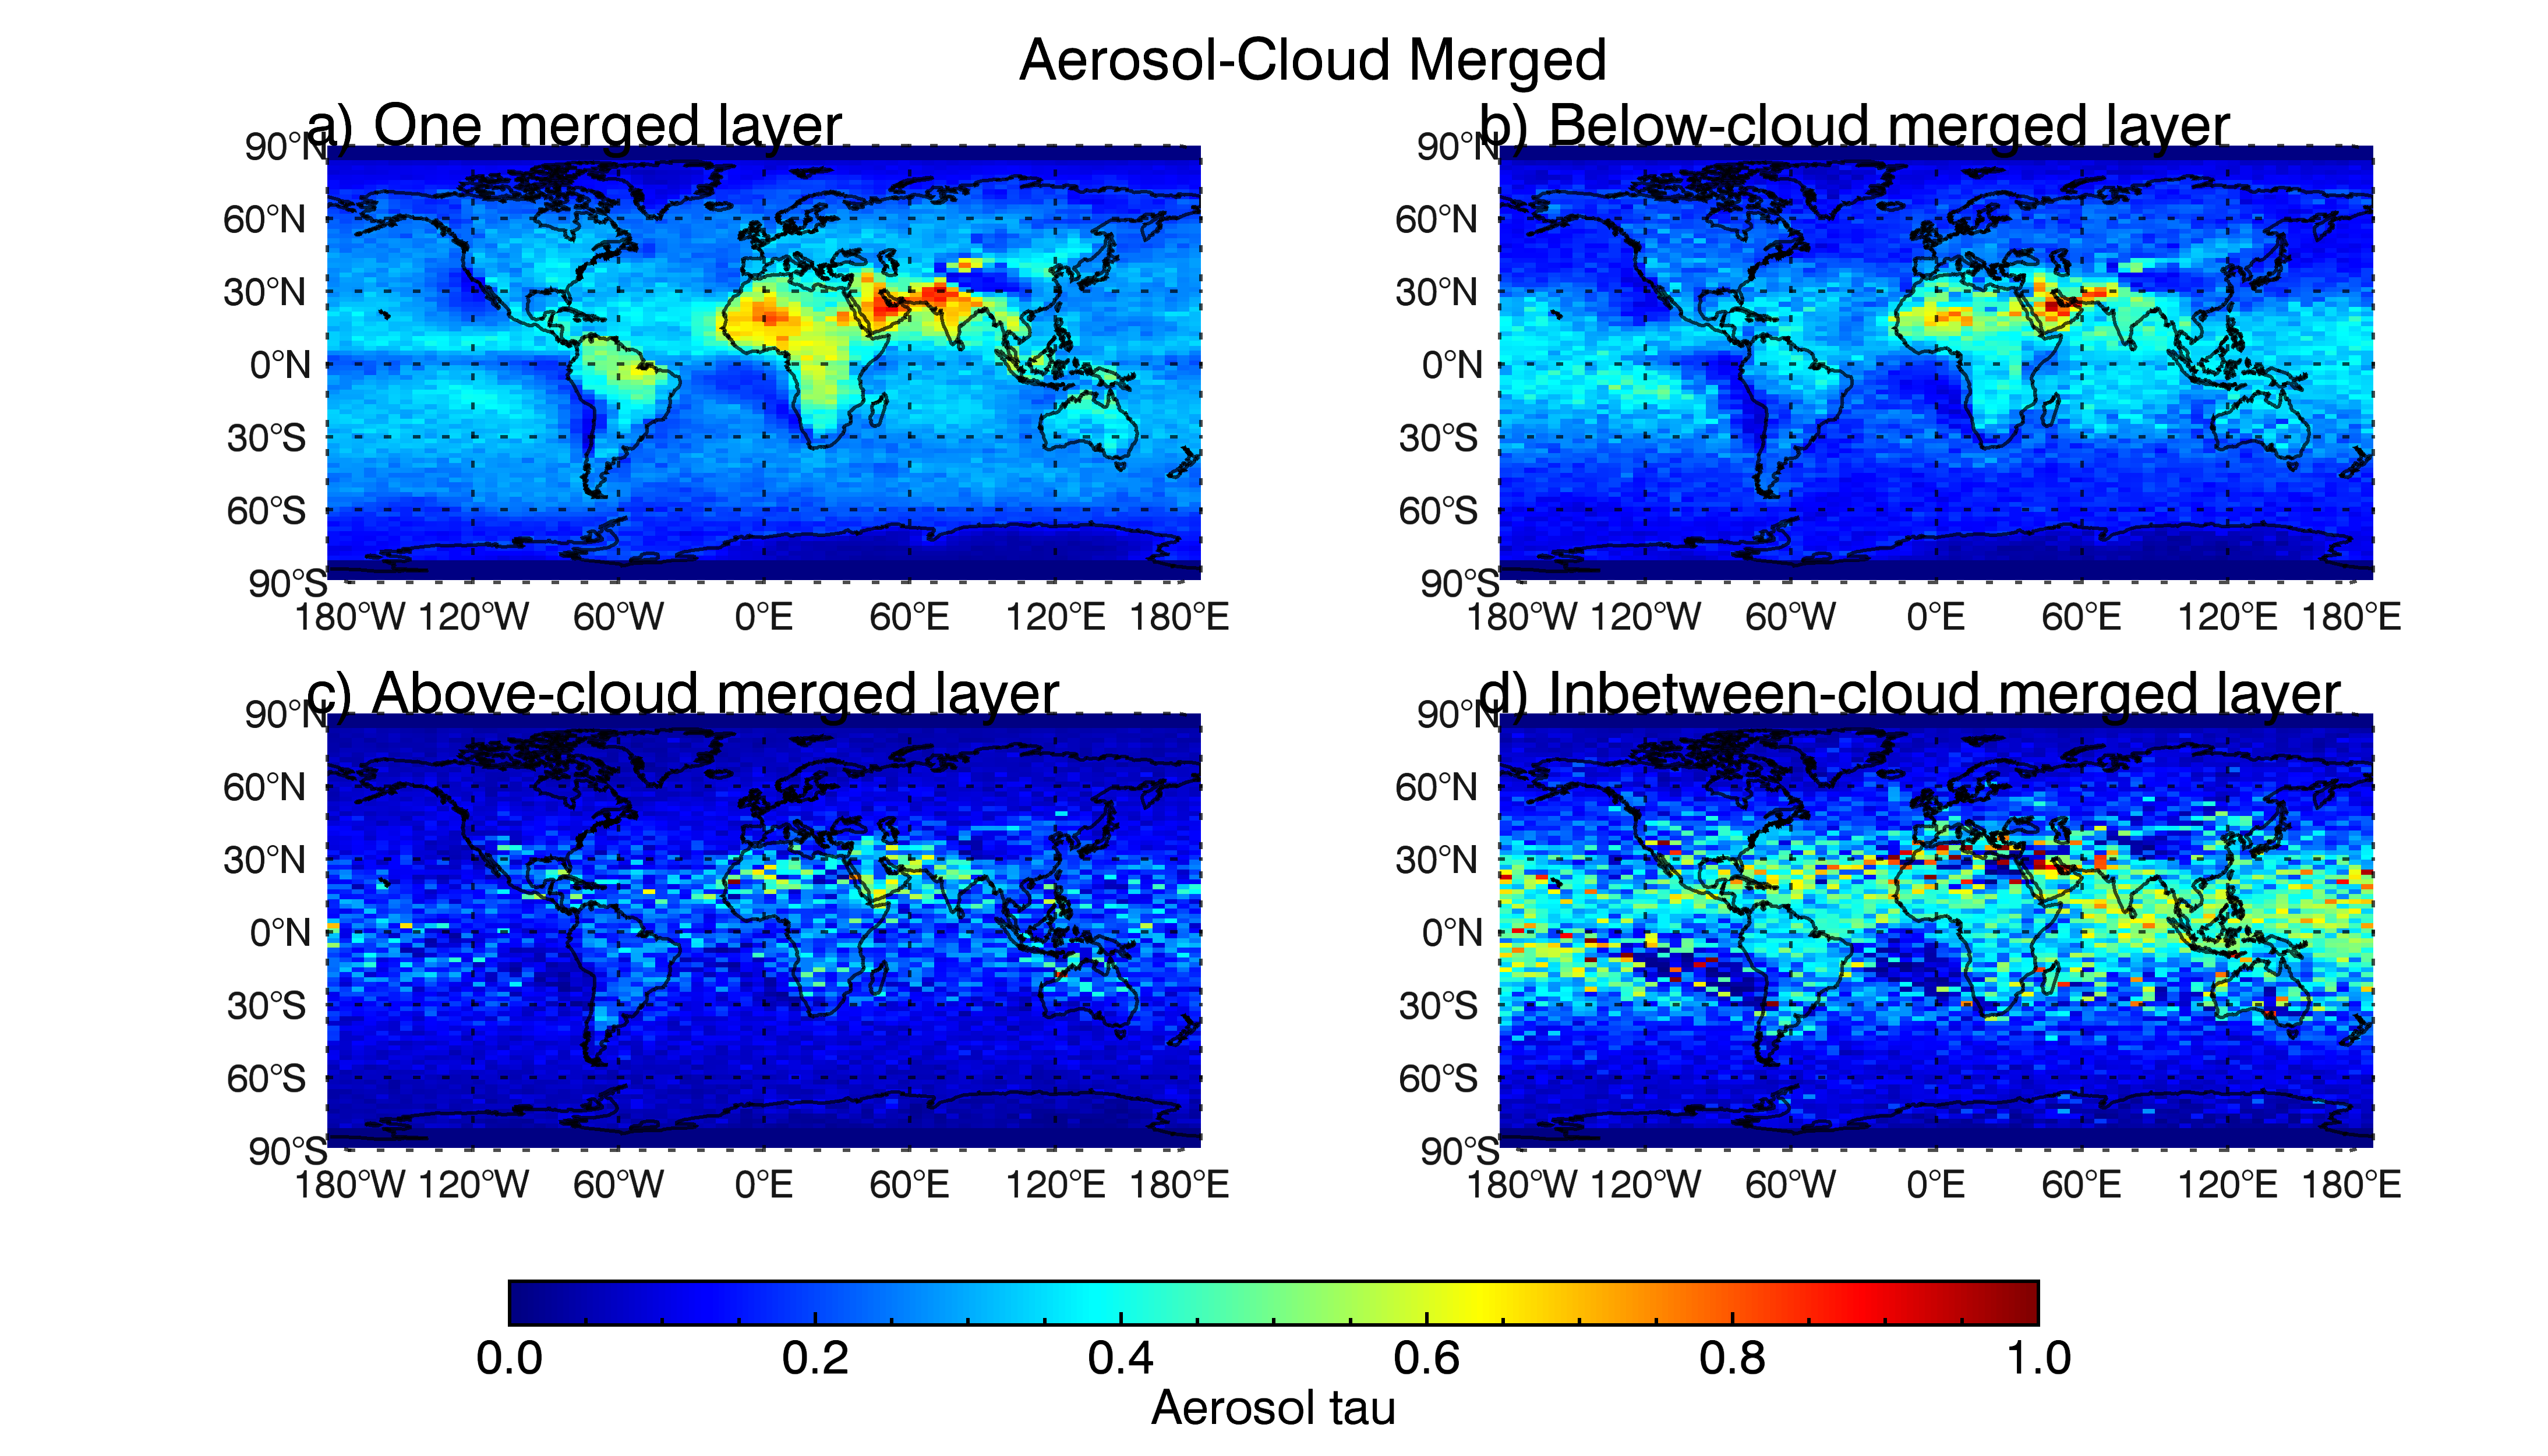 Aerosol-Cloud Merged
a) One merged layer
90°N
60°N
30°N
0°N
30°S
60°S
90°S
180°W 120°W 60°W 0°E 60°E 120°E 180°E
b) Below-cloud merged layer
90°N
60°N
30°N
0°N
30°S
60°S
90°S
180°W 120°W 60°W 0°E 60°E 120°E 180°E
c) Above-cloud merged layer
90°N
60°N
30°N
0°N
30°S
60°S
90°S
180°W 120°W 60°W 0°E 60°E 120°E 180°E
d) Inbetween-cloud merged layer
90°N
60°N
30°N
0°N
30°S
60°S
90°S
180°W 120°W 60°W 0°E 60°E 120°E 180°E
0.0 0.2 0.4 0.6 0.8 1.0
Aerosol tau